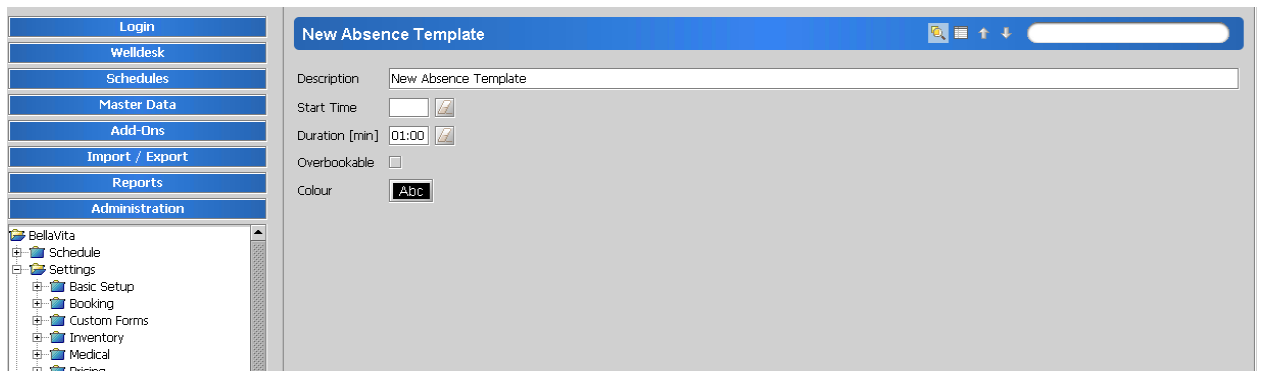 Login
Welldesk
Schedules
Master Data
Add-Ons
Import / Export
Reports
Administration
BellaVita
Schedule
Settings
Basic Setup
Booking
Custom Forms
Inventory
Medical
Pricing
New Absence Template
Description New Absence Template
Start Time
Duration [min] 01:00
Overbookable
Colour Abc